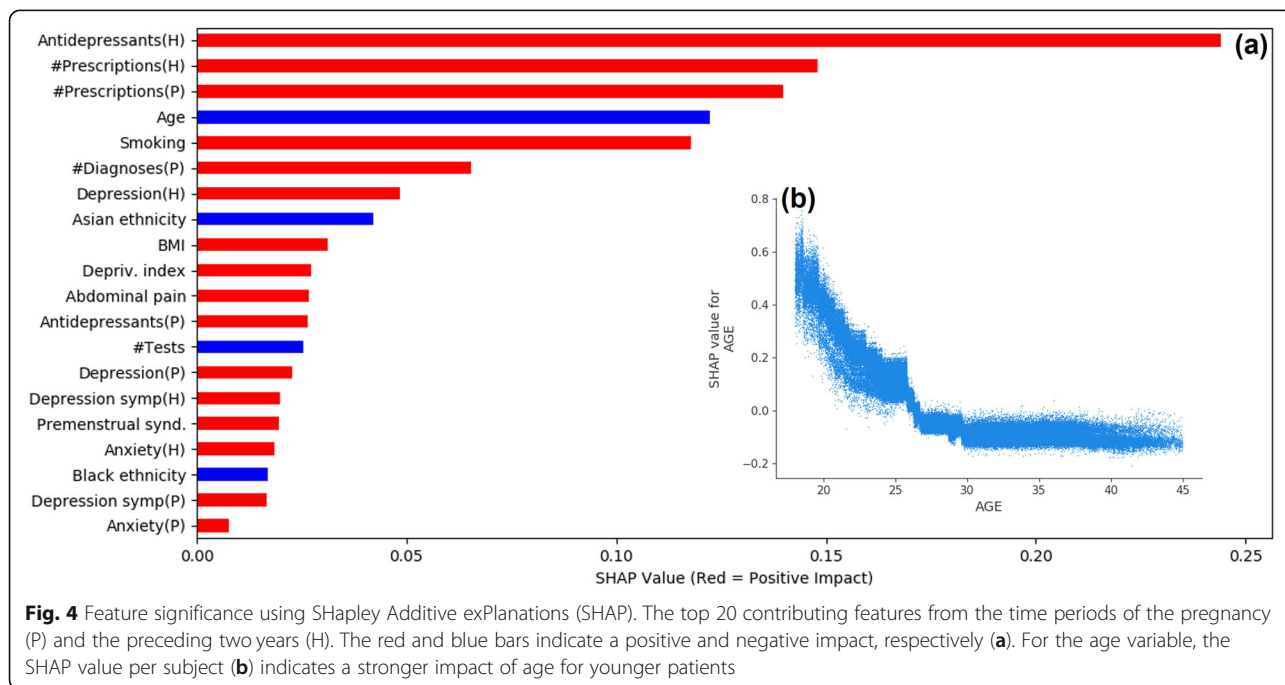 Antidepressants(H)
#Prescriptions(H)
#Prescriptions(P)
Age
Smoking
#Diagnoses(P)
Depression(H)
Asian ethnicity
BMI
Depriv. index
Abdominal pain
Antidepressants(P)
#Tests
Depression(P)
Depression symp(H)
Premenstrual synd.
Anxiety(H)
Black ethnicity
Depression symp(P)
Anxiety(P)
0.00 0.05 0.10 0.15 0.20 0.25
SHAP Value (Red = Positive Impact)
(a)
(b)
0.8
0.6
0.4
0.2
0.0
−0.2
SHAP value for
AGE
20 25 30 35 40 45
AGE
Fig. 4 Feature significance using SHapley Additive exPlanations (SHAP). The top 20 contributing features from the time periods of the pregnancy
(P) and the preceding two years (H). The red and blue bars indicate a positive and negative impact, respectively (a). For the age variable, the
SHAP value per subject (b) indicates a stronger impact of age for younger patients